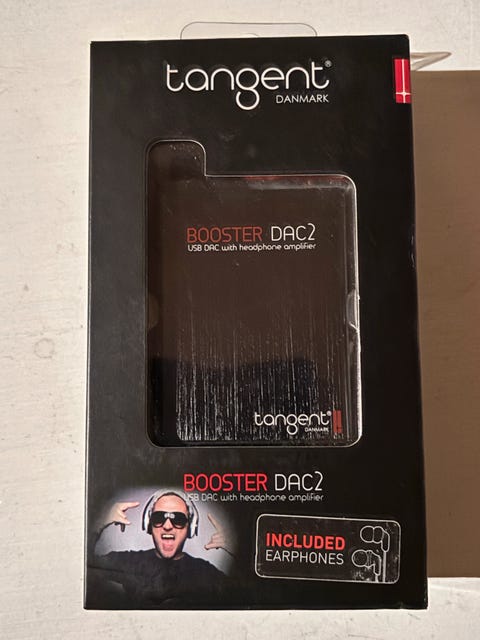 tangent®
DANMARK
BOOSTER DAC2
USB DAC with headphone amplifier
tangent®
DANMARK
BOOSTER DAC2
USB DAC with headphone amplifier
INCLUDED
EARPHONES